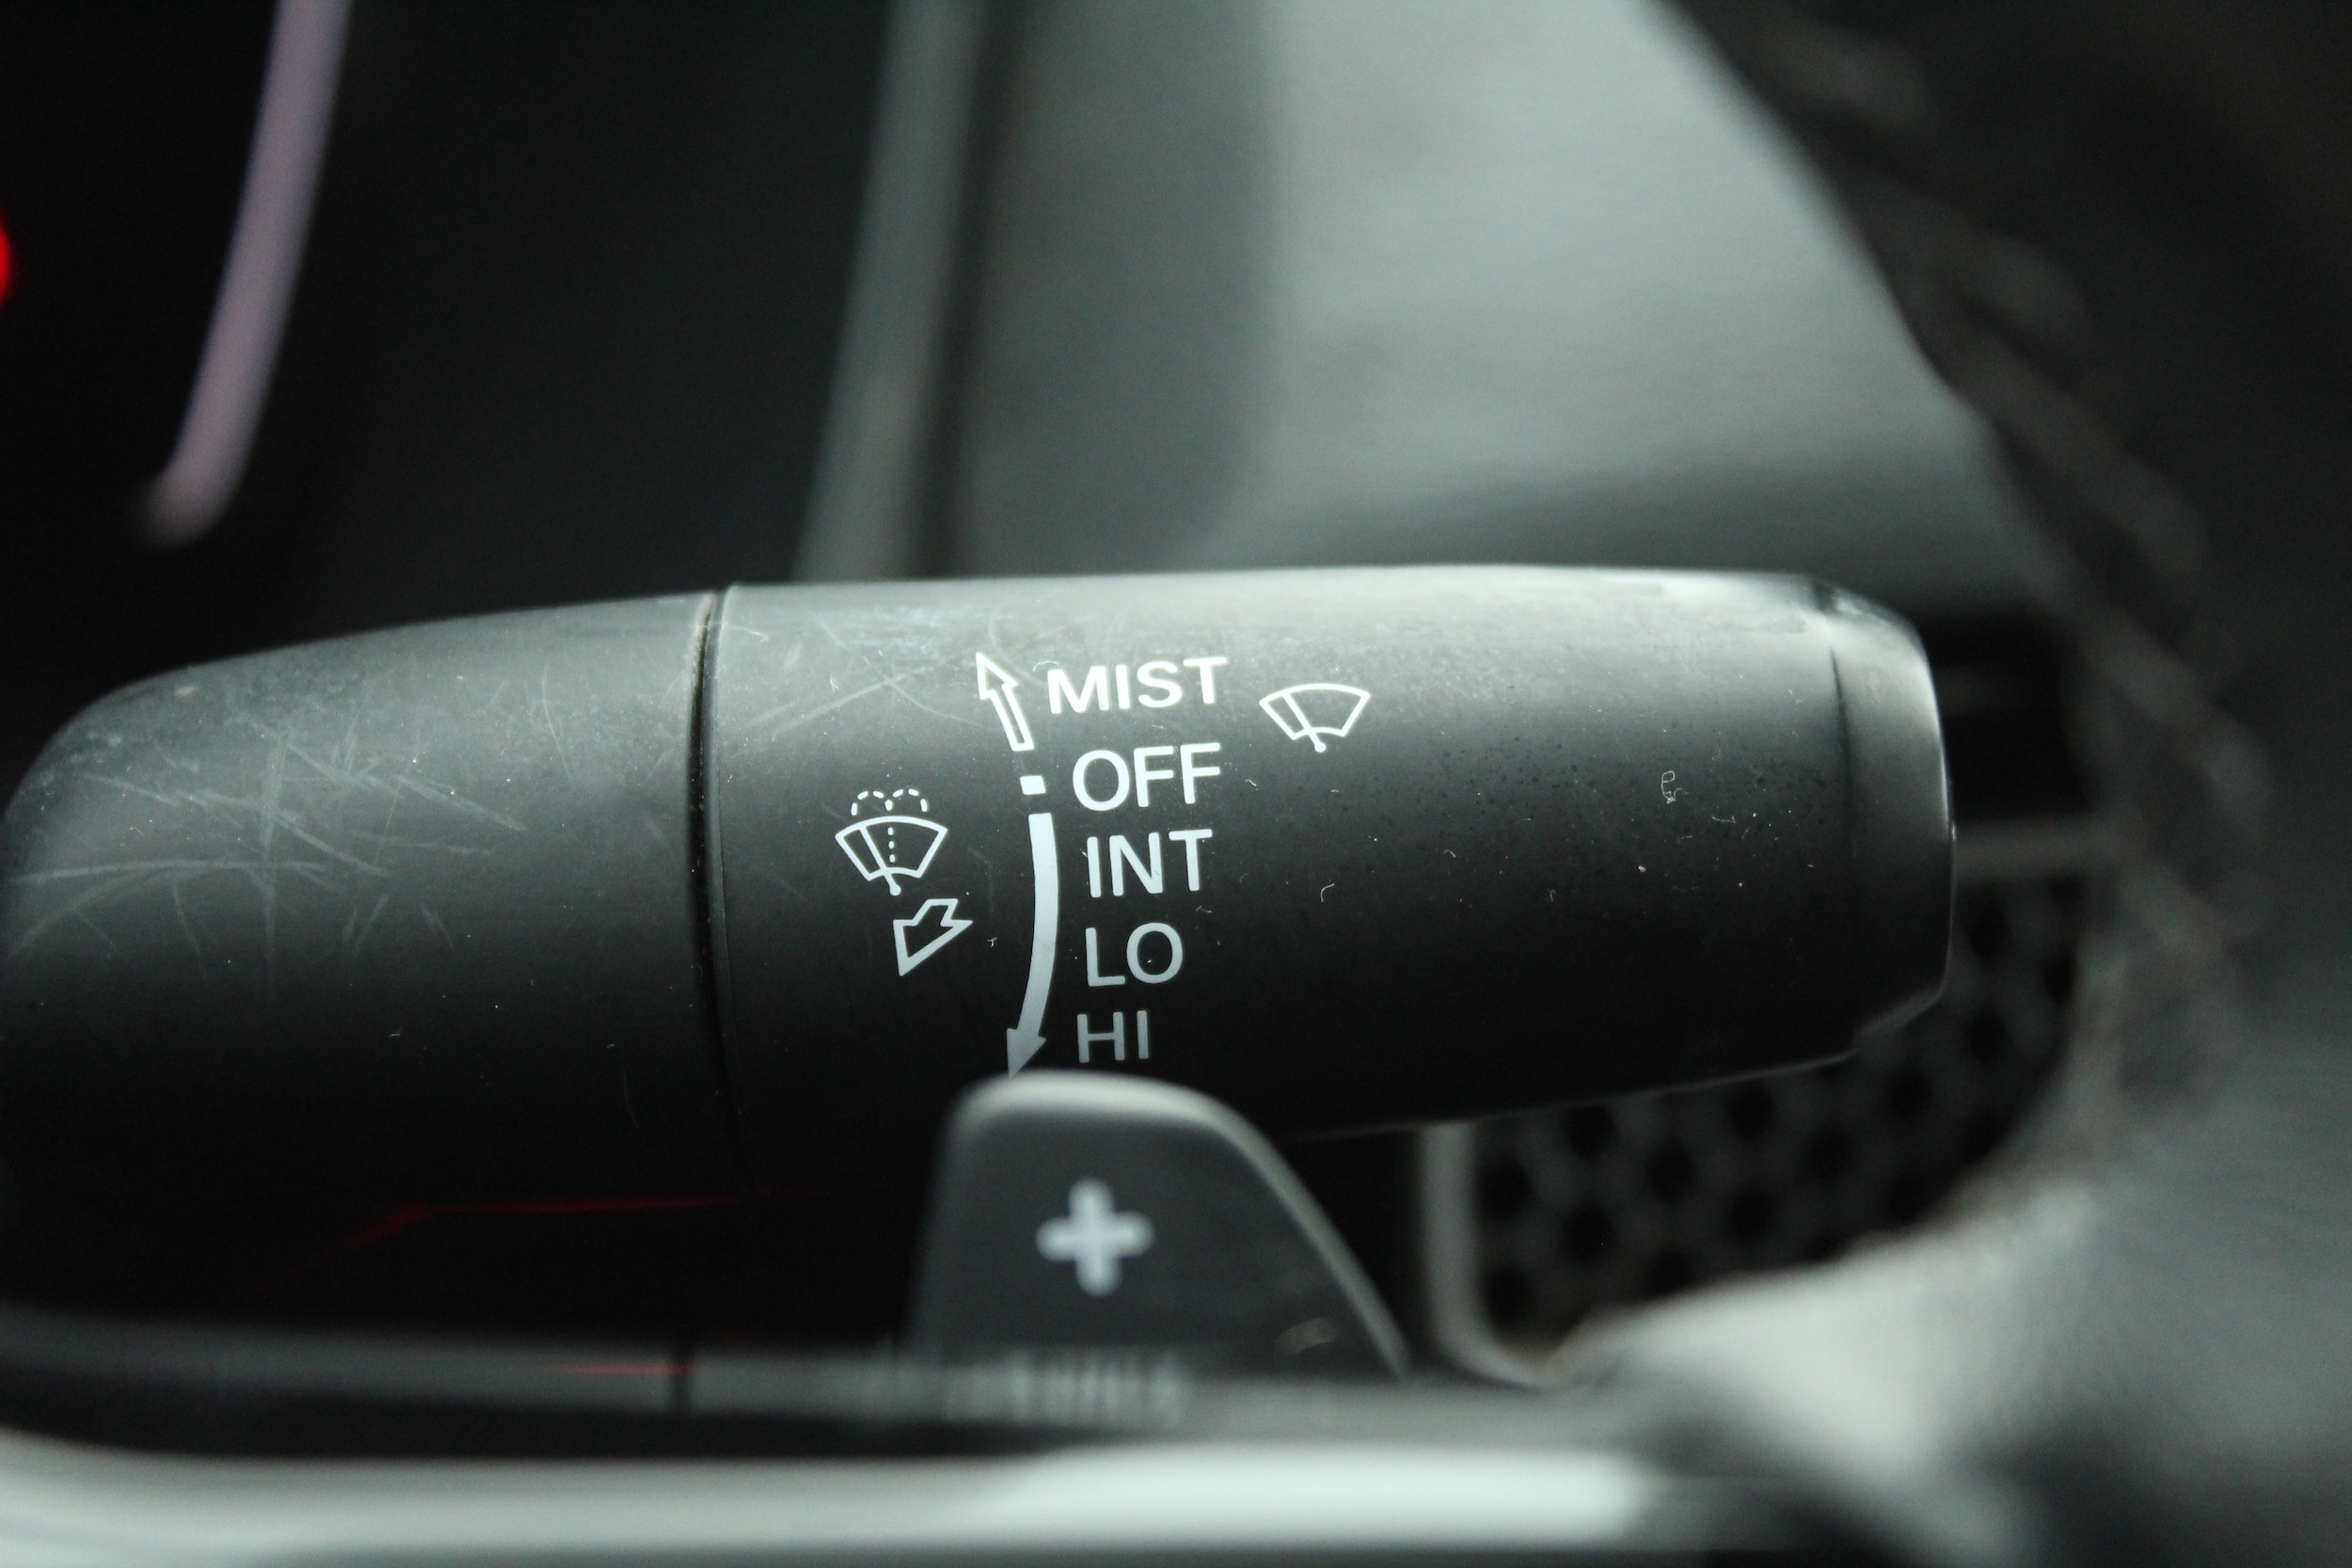 MIST
OFF
INT
LO
HI
+